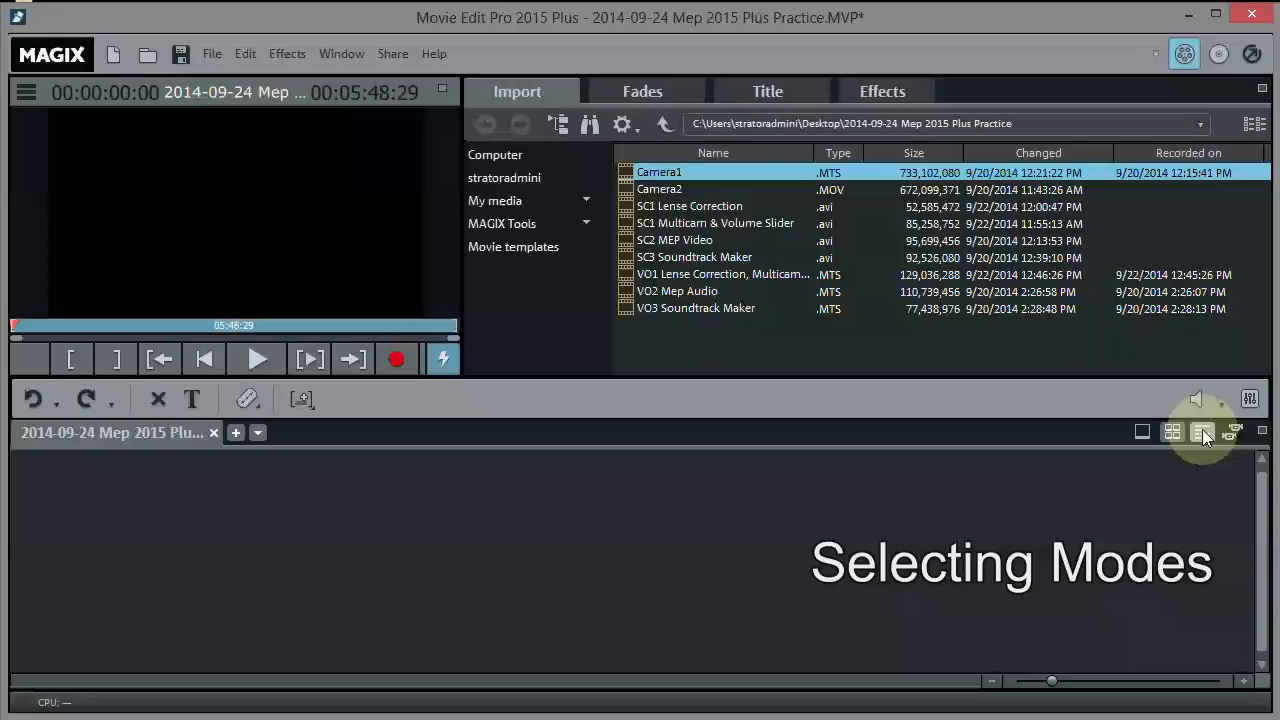 Movie Edit Pro 2015 Plus - 2014-09-24 Mep 2015 Plus Practice.MVP*
MAGIX File Edit Effects Window Share Help
00:00:00:00 2014-09-24 Mep ... 00:05:48:29
Import Fades Title Effects
C:\Users\stratoradmini\Desktop\2014-09-24 Mep 2015 Plus Practice
Computer
stratoradmini
My media
MAGIX Tools
Movie templates
Name Type Size Changed Recorded on
Camera1 .MTS 733,102,080 9/20/2014 12:21:22 PM 9/20/2014 12:15:41 PM
Camera2 .MOV 672,099,371 9/20/2014 11:43:26 AM
SC1 Lense Correction .avi 52,585,472 9/22/2014 12:00:47 PM
SC1 Multicam & Volume Slider .avi 85,258,752 9/22/2014 11:55:13 AM
SC2 MEP Video .avi 95,699,456 9/20/2014 12:13:53 PM
SC3 Soundtrack Maker .avi 92,526,080 9/20/2014 12:39:10 PM
VO1 Lense Correction, Multicam... .MTS 129,036,288 9/22/2014 12:46:26 PM 9/22/2014 12:45:26 PM
VO2 Mep Audio .MTS 110,739,456 9/20/2014 2:26:58 PM 9/20/2014 2:26:07 PM
VO3 Soundtrack Maker .MTS 77,438,976 9/20/2014 2:28:48 PM 9/20/2014 2:28:13 PM
05:48:29
2014-09-24 Mep 2015 Plu...
Selecting Modes
CPU: —